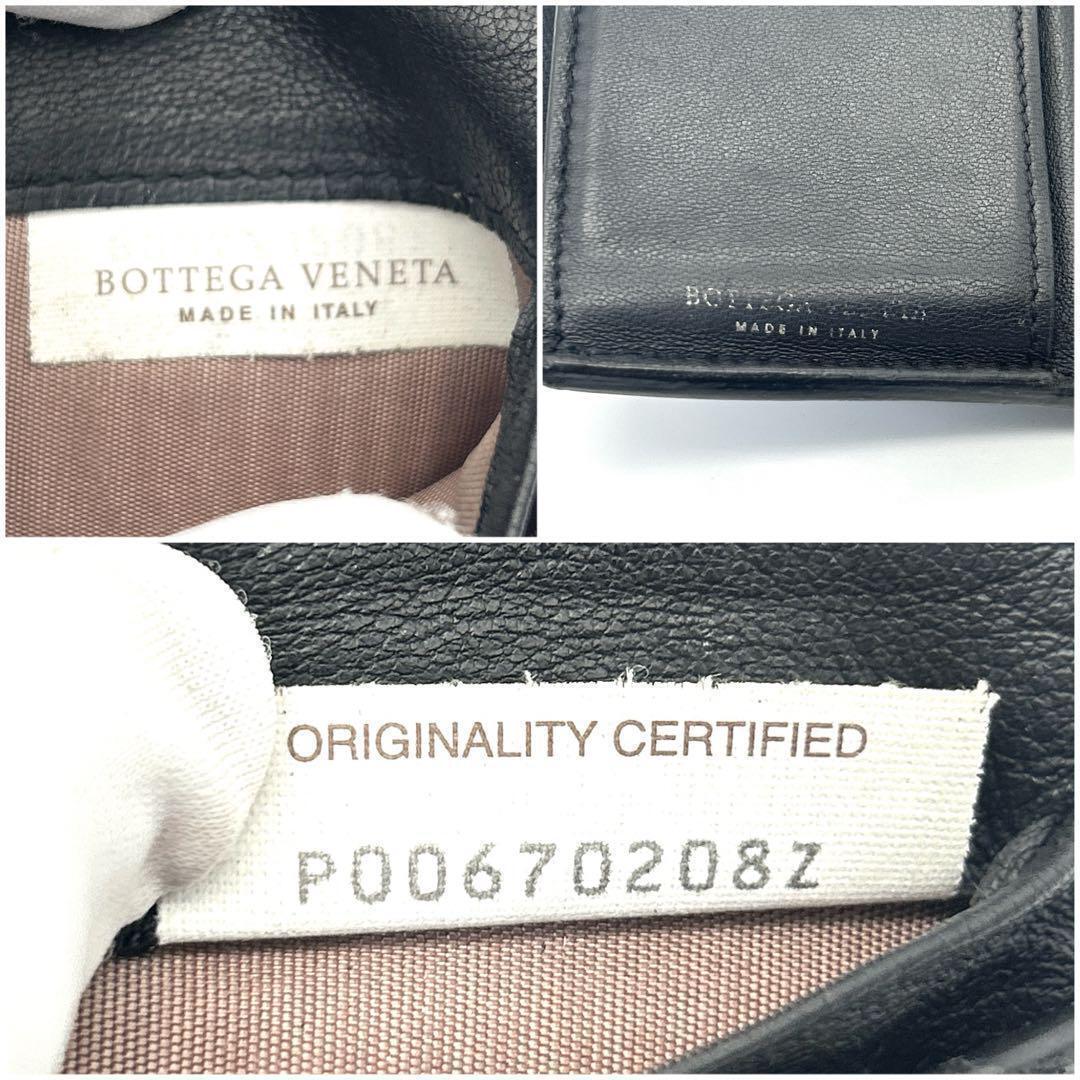 BOTTEGA VENETA
MADE IN ITALY
MADE IN ITALY
ORIGINALITY CERTIFIED
P00670208Z